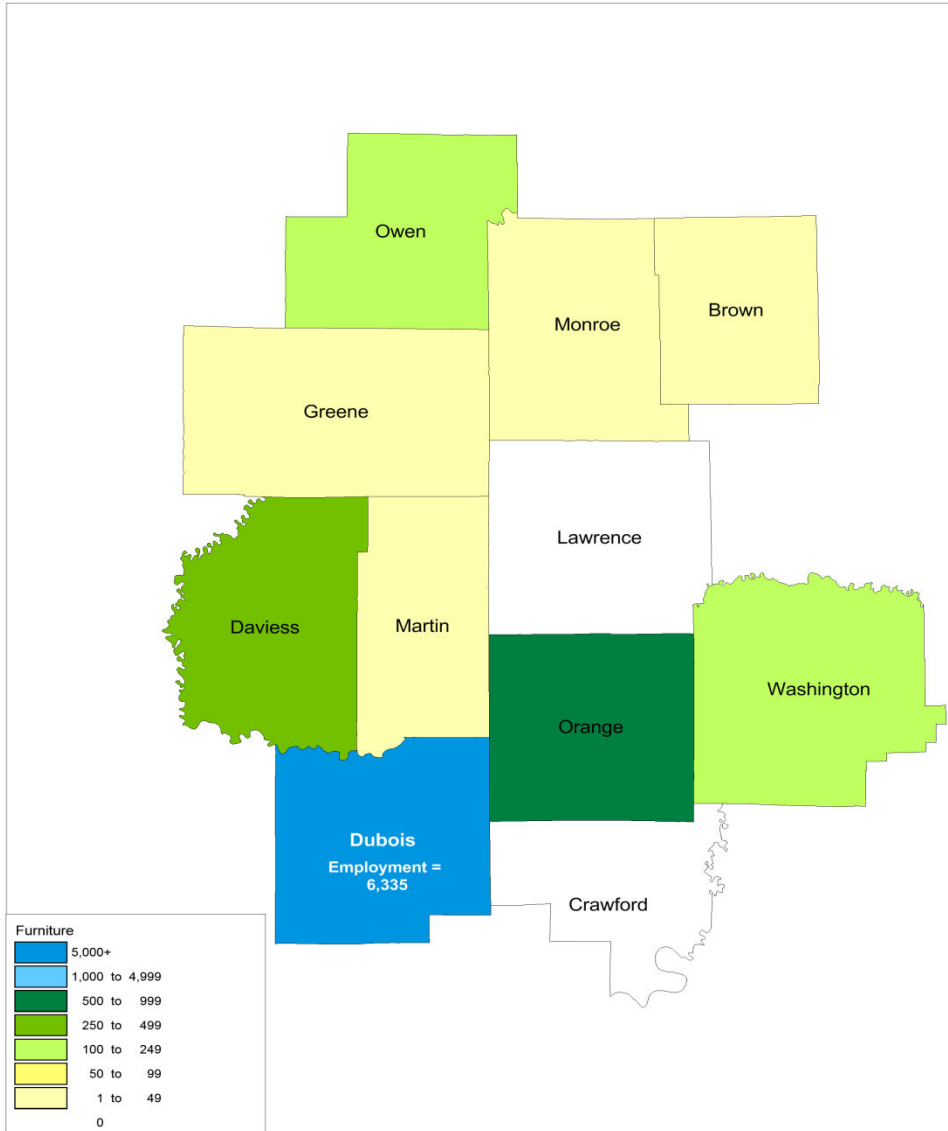 Owen
Brown
Monroe
Greene
Lawrence
Daviess
Martin
Washington
Orange
Dubois
Employment =
6,335
Crawford
Furniture
5,000+
1,000 to 4,999
500 to 999
250 to 499
100 to 249
50 to 99
1 to 49
0